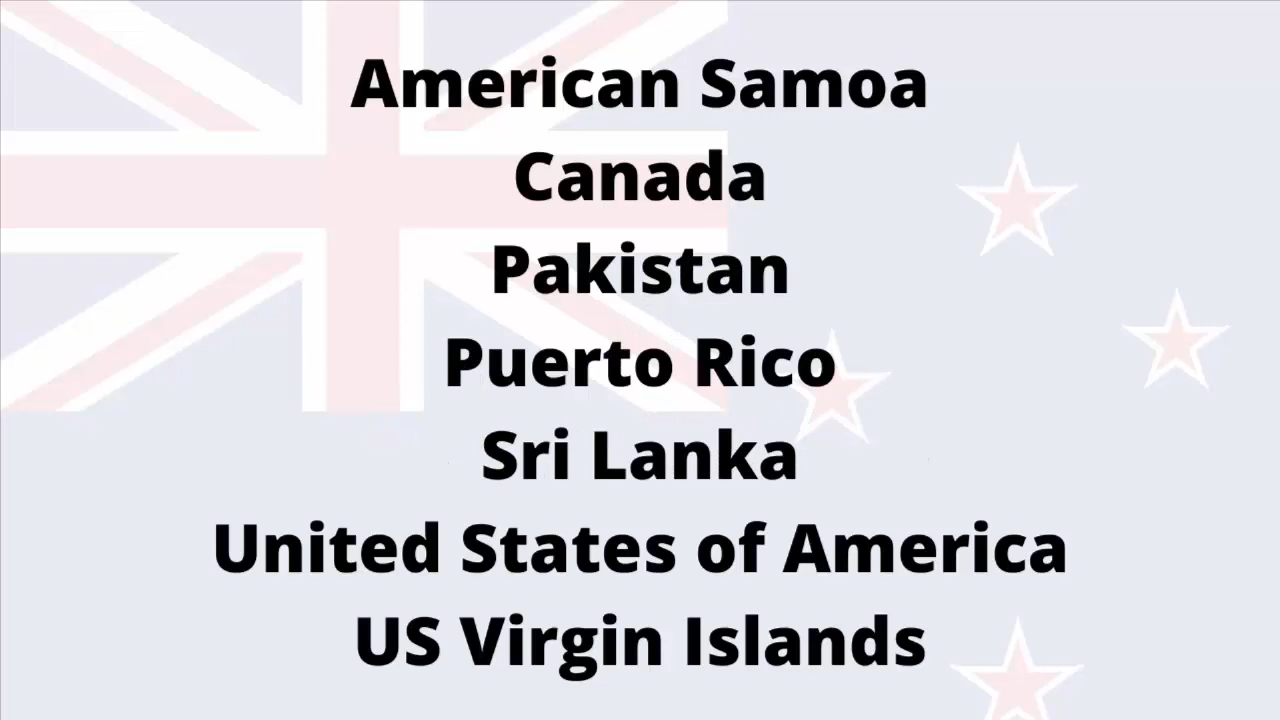 American Samoa
Canada
Pakistan
Puerto Rico
Sri Lanka
United States of America
US Virgin Islands